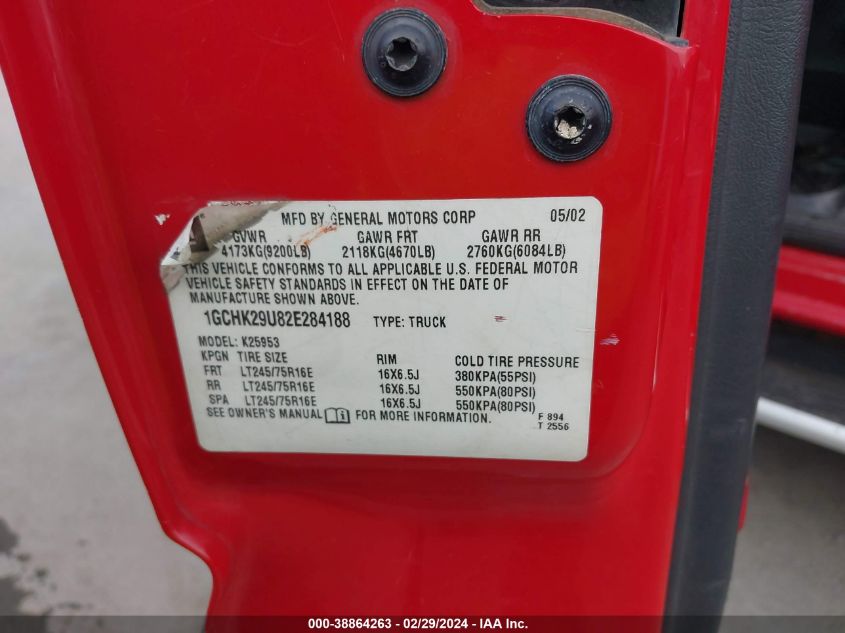 MFD BY GENERAL MOTORS CORP 05/02
GVWR GAWR FRT GAWR RR
4173KG(9200LB) 2118KG(4670LB) 2760KG(6084LB)
THIS VEHICLE CONFORMS TO ALL APPLICABLE U.S. FEDERAL MOTOR
VEHICLE SAFETY STANDARDS IN EFFECT ON THE DATE OF
MANUFACTURE SHOWN ABOVE.
1GCHK29U82E284188 TYPE: TRUCK
MODEL: K25953
KPGN TIRE SIZE RIM COLD TIRE PRESSURE
FRT LT245/75R16E 16X6.5J 380KPA(55PSI)
RR LT245/75R16E 16X6.5J 550KPA(80PSI)
SPA LT245/75R16E 16X6.5J 550KPA(80PSI)
SEE OWNER'S MANUAL FOR MORE INFORMATION. F 894
T 2556
000-38864263 - 02/29/2024 - IAA Inc.